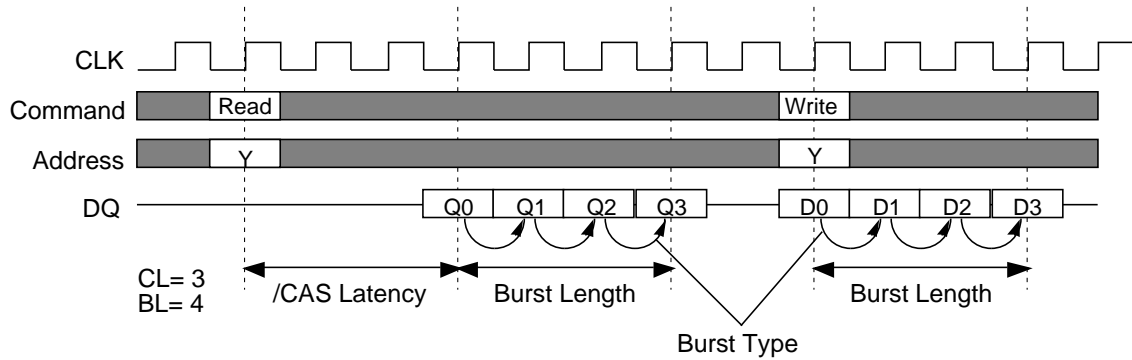 CLK
Command Read Write
Address Y Y
DQ Q0 Q1 Q2 Q3 D0 D1 D2 D3
CL= 3
BL= 4
/CAS Latency Burst Length Burst Length
Burst Type